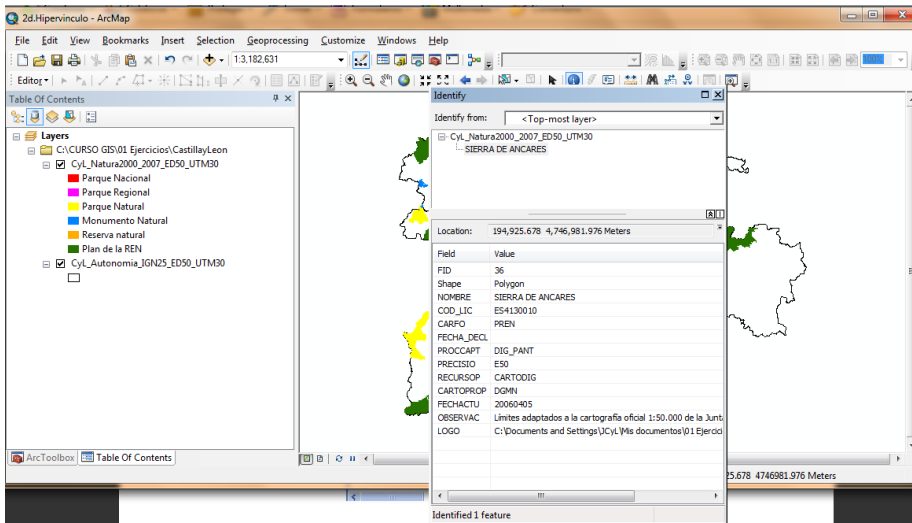 2d.Hipervinculo - ArcMap
File Edit View Bookmarks Insert Selection Geoprocessing Customize Windows Help
1:3,182,631
100%
Editor
Table Of Contents
Layers
C:\CURSO GIS\01 Ejercicios\CastillayLeon
CyL_Natura2000_2007_ED50_UTM30
Parque Nacional
Parque Regional
Parque Natural
Monumento Natural
Reserva natural
Plan de la REN
CyL_Autonomia_IGN25_ED50_UTM30
ArcToolbox Table Of Contents
Identify
Identify from: <Top-most layer>
CyL_Natura2000_2007_ED50_UTM30
SIERRA DE ANCARES
Location: 194,925.678 4,746,981.976 Meters
Field Value
FID 36
Shape Polygon
NOMBRE SIERRA DE ANCARES
COD_LIC ES4130010
CARFO PREN
FECHA_DECL
PROCCAPT DIG_PANT
PRECISIO E50
RECURSOP CARTODIG
CARTOPROP DGMN
FECHACTU 20060405
OBSERVAC Límites adaptados a la cartografía oficial 1:50.000 de la Junta
LOGO C:\Documents and Settings\JCyL\Mis documentos\01 Ejercici
Identified 1 feature
25.678 4746981.976 Meters